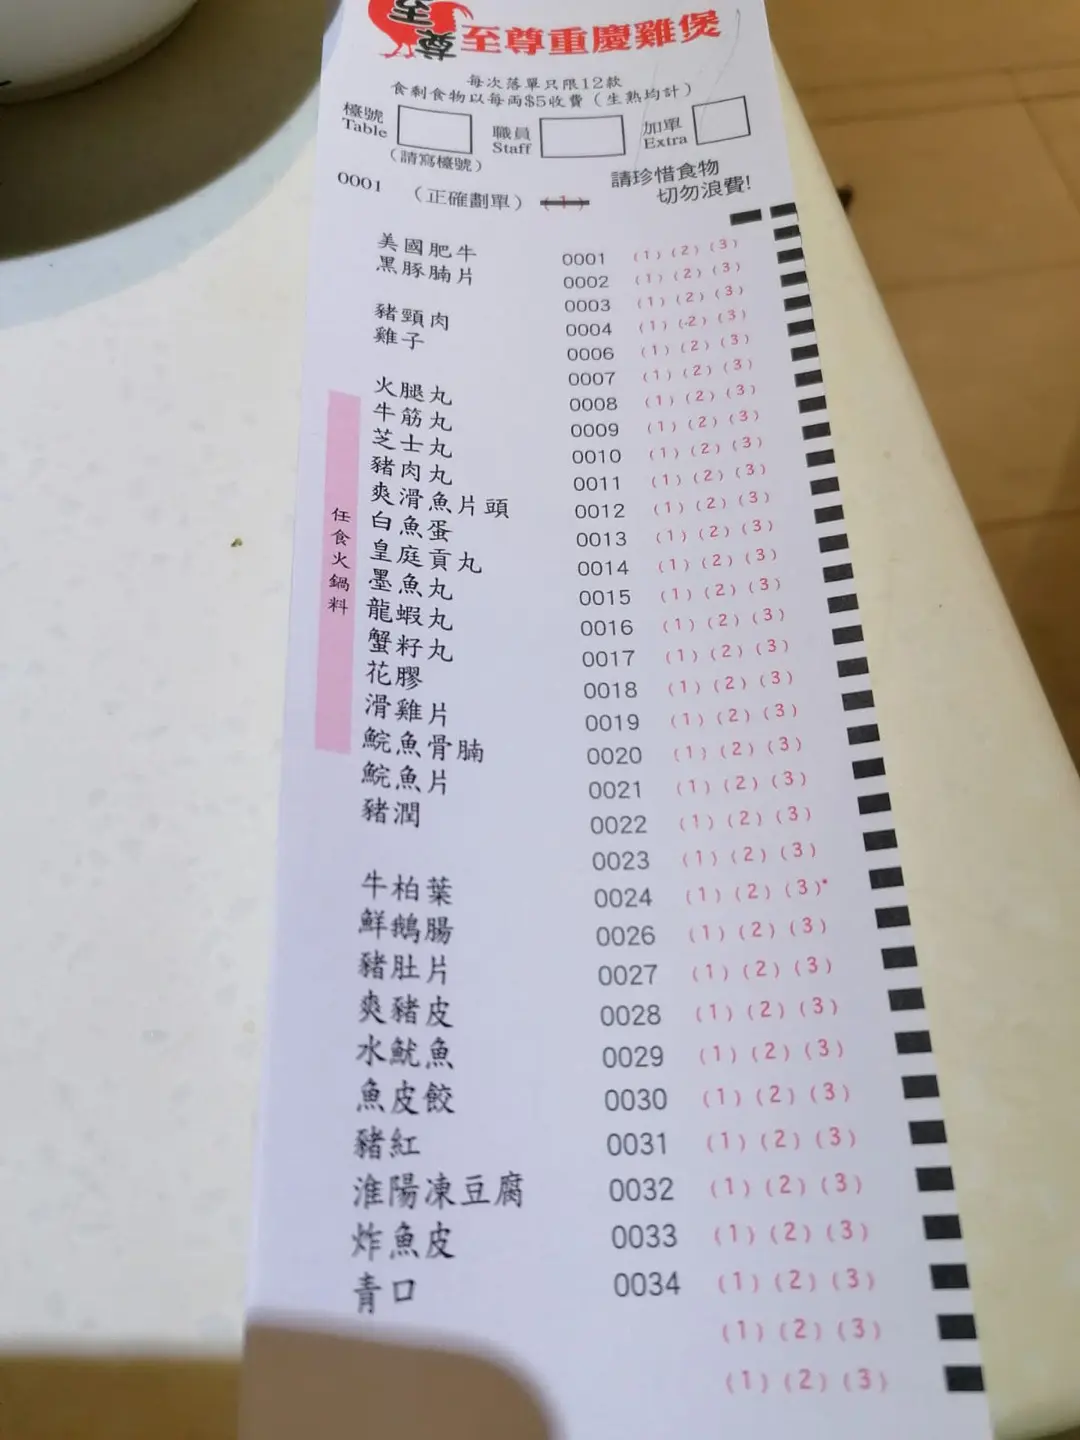 至尊
至尊重慶雞煲
每次落單只限12款
食剩食物以每両$5收費（生熟均計）
檯號 Table
職員 Staff
加單 Extra
（請寫檯號）
請珍惜食物
切勿浪費!
0001 （正確劃單） (1)
美國肥牛 0001 (1) (2) (3)
黑豚腩片 0002 (1) (2) (3)
0003 (1) (2) (3)
豬頸肉 0004 (1) (2) (3)
雞子 0006 (1) (2) (3)
0007 (1) (2) (3)
火腿丸 0008 (1) (2) (3)
牛筋丸 0009 (1) (2) (3)
芝士丸 0010 (1) (2) (3)
豬肉丸 0011 (1) (2) (3)
爽滑魚片頭 0012 (1) (2) (3)
白魚蛋 0013 (1) (2) (3)
皇庭貢丸 0014 (1) (2) (3)
墨魚丸 0015 (1) (2) (3)
龍蝦丸 0016 (1) (2) (3)
蟹籽丸 0017 (1) (2) (3)
花膠 0018 (1) (2) (3)
滑雞片 0019 (1) (2) (3)
鯇魚骨腩 0020 (1) (2) (3)
鯇魚片 0021 (1) (2) (3)
豬潤 0022 (1) (2) (3)
0023 (1) (2) (3)
牛柏葉 0024 (1) (2) (3)
鮮鵝腸 0026 (1) (2) (3)
豬肚片 0027 (1) (2) (3)
爽豬皮 0028 (1) (2) (3)
水魷魚 0029 (1) (2) (3)
魚皮餃 0030 (1) (2) (3)
豬紅 0031 (1) (2) (3)
淮陽凍豆腐 0032 (1) (2) (3)
炸魚皮 0033 (1) (2) (3)
青口 0034 (1) (2) (3)
(1) (2) (3)
(1) (2) (3)
任食火鍋料